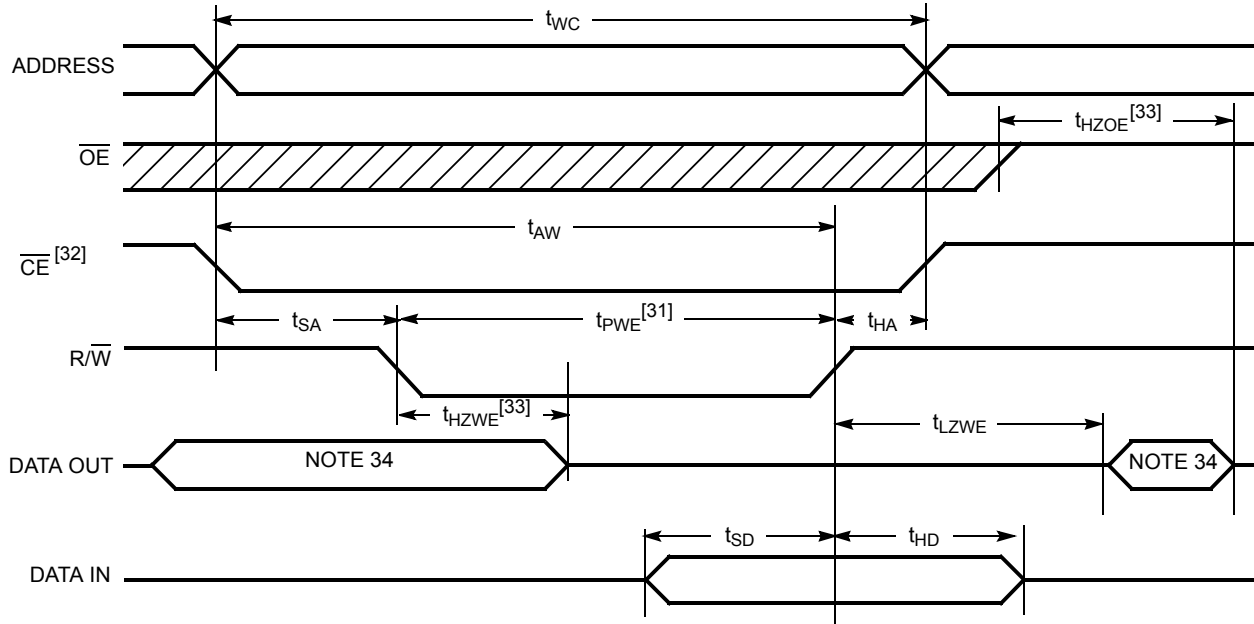 tWC
ADDRESS
tHZOE[33]
OE
tAW
CE[32]
tSA
tPWE[31]
tHA
R/W
tHZWE[33]
tLZWE
DATA OUT
NOTE 34
NOTE 34
tSD
tHD
DATA IN